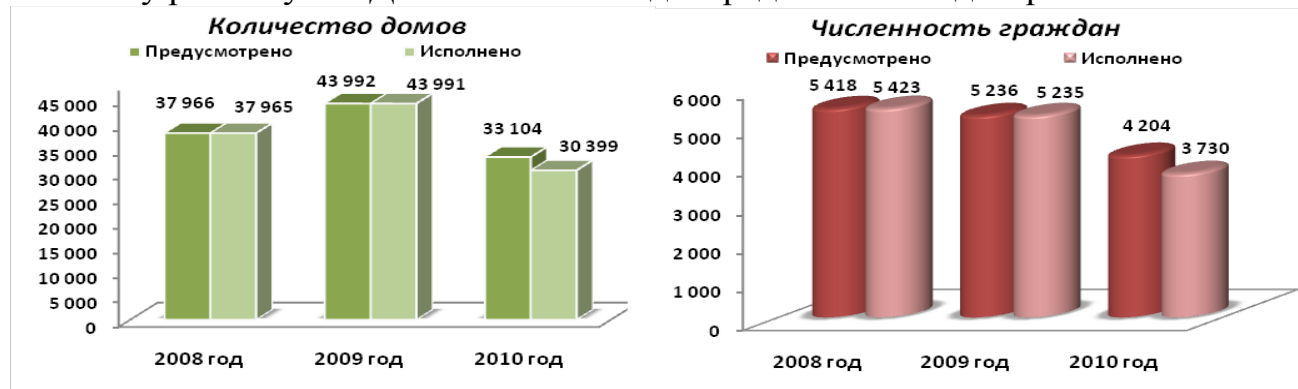 Количество домов
Предусмотрено Исполнено
37 966 37 965 43 992 43 991 33 104 30 399
45 000
40 000
35 000
30 000
25 000
20 000
15 000
10 000
5 000
0
2008 год 2009 год 2010 год
Численность граждан
Предусмотрено Исполнено
5 418 5 423 5 236 5 235 4 204 3 730
6 000
5 000
4 000
3 000
2 000
1 000
0
2008 год 2009 год 2010 год